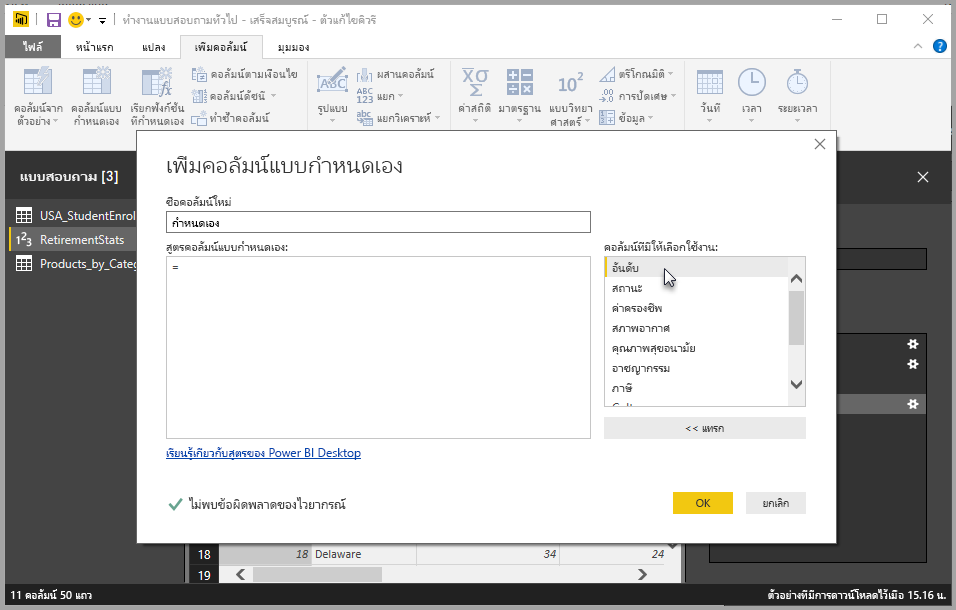 ทำงานแบบสอบถามทั่วไป - เสร็จสมบูรณ์ - ตัวแก้ไขคิวรี
ไฟล์ หน้าแรก แปลง เพิ่มคอลัมน์ มุมมอง
คอลัมน์จากตัวอย่าง
คอลัมน์แบบกำหนดเอง
เรียกฟังก์ชันที่กำหนดเอง
คอลัมน์ตามเงื่อนไข
คอลัมน์ดัชนี
ทำซ้ำคอลัมน์
รูปแบบ
ผสานคอลัมน์
แยก
แยกวิเคราะห์
ค่าสถิติ
มาตรฐาน
แบบวิทยาศาสตร์
ตรีโกณมิติ
การปัดเศษ
ข้อมูล
วันที่
เวลา
ระยะเวลา
แบบสอบถาม [3]
USA_StudentEnrol
RetirementStats
Products_by_Categ
เพิ่มคอลัมน์แบบกำหนดเอง
ชื่อคอลัมน์ใหม่
กำหนดเอง
สูตรคอลัมน์แบบกำหนดเอง:
=
คอลัมน์ที่มีให้เลือกใช้งาน:
อันดับ
สถานะ
ค่าครองชีพ
สภาพอากาศ
คุณภาพสุขอนามัย
อาชญากรรม
ภาษี
<< แทรก
เรียนรู้เกี่ยวกับสูตรของ Power BI Desktop
ไม่พบข้อผิดพลาดของไวยากรณ์
OK ยกเลิก
18 18 Delaware 34 24
19
11 คอลัมน์ 50 แถว
ตัวอย่างที่มีการดาวน์โหลดไว้เมื่อ 15.16 น.